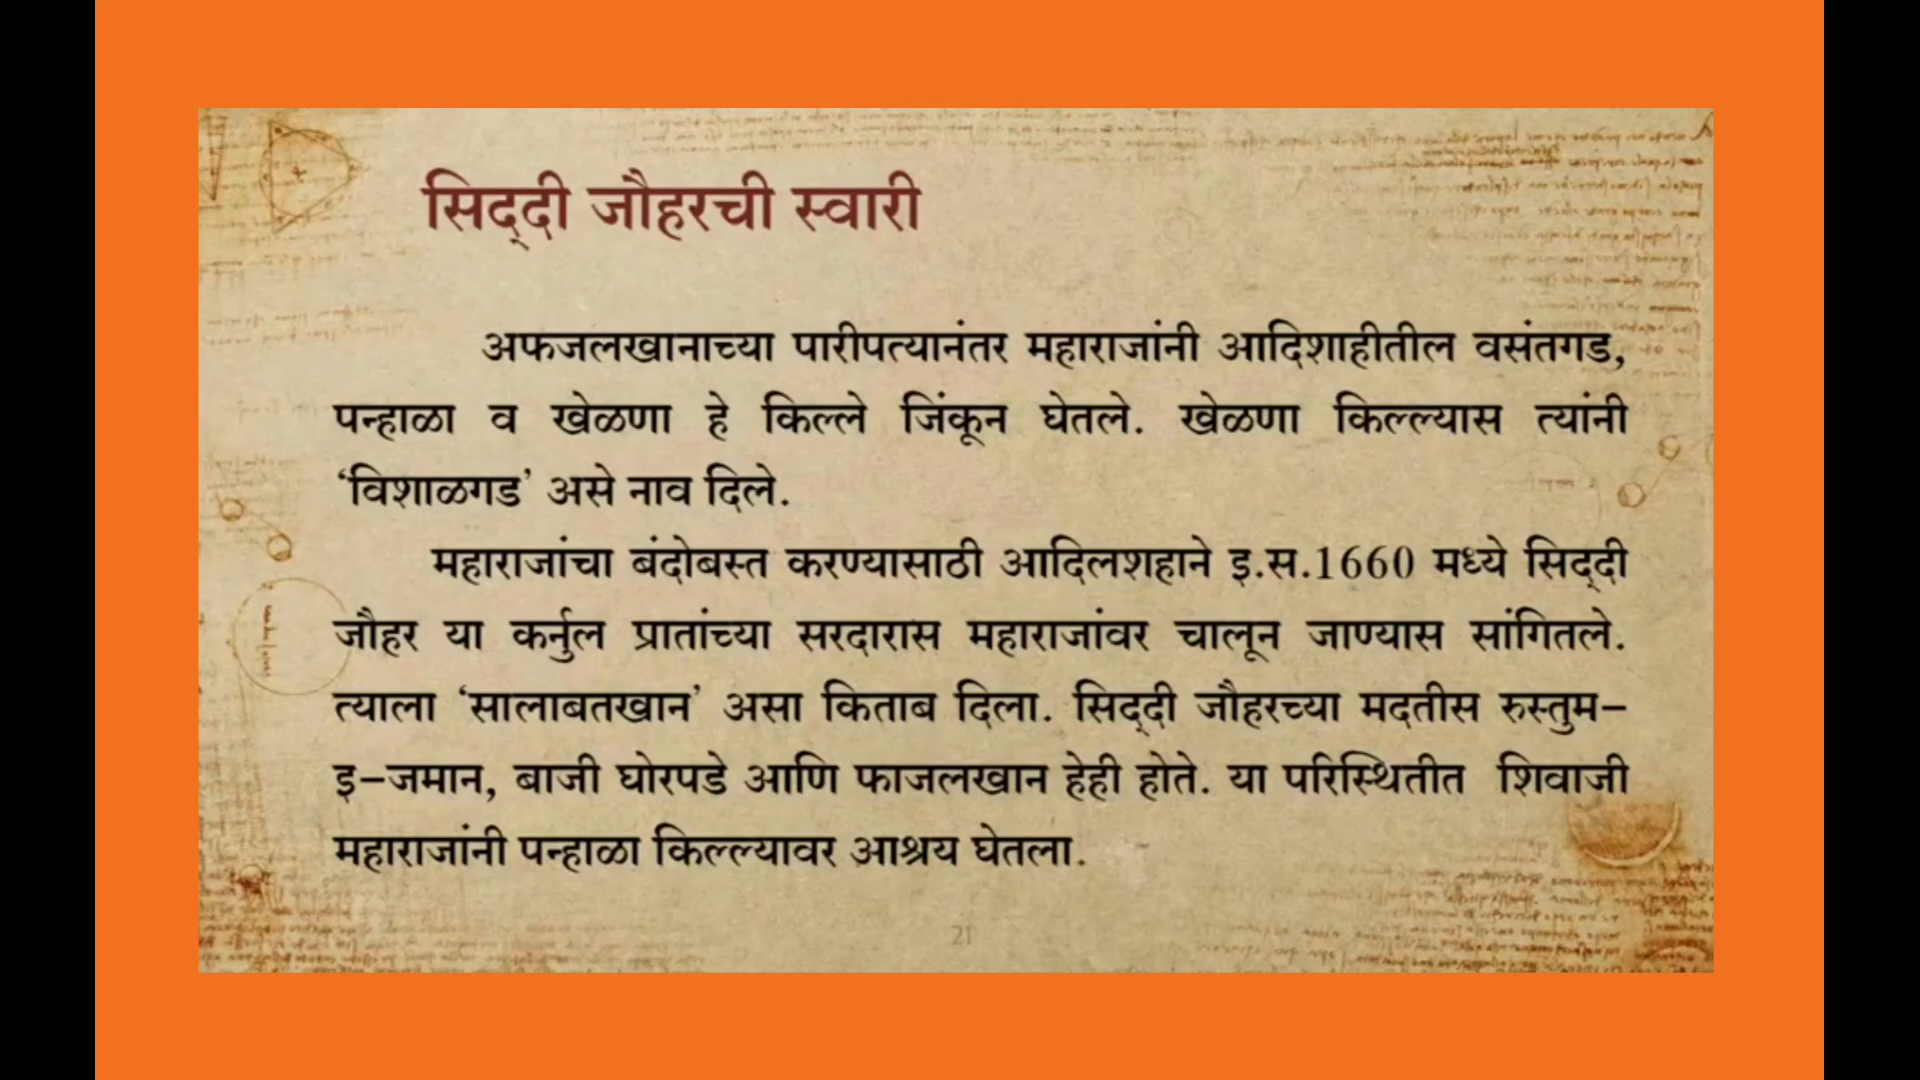 सिद्‌दी जौहरची स्वारी
अफजलखानाच्या पारीपत्यानंतर महाराजांनी आदिशाहीतील वसंतगड,
पन्हाळा व खेळणा हे किल्ले जिंकून घेतले. खेळणा किल्ल्यास त्यांनी
‘विशाळगड’ असे नाव दिले.
महाराजांचा बंदोबस्त करण्यासाठी आदिलशहाने इ.स.1660 मध्ये सिद्‌दी
जौहर या कर्नुल प्रातांच्या सरदारास महाराजांवर चालून जाण्यास सांगितले.
त्याला ‘सालाबतखान’ असा किताब दिला. सिद्‌दी जौहरच्या मदतीस रुस्तुम–
इ–जमान, बाजी घोरपडे आणि फाजलखान हेही होते. या परिस्थितीत शिवाजी
महाराजांनी पन्हाळा किल्ल्यावर आश्रय घेतला.
21